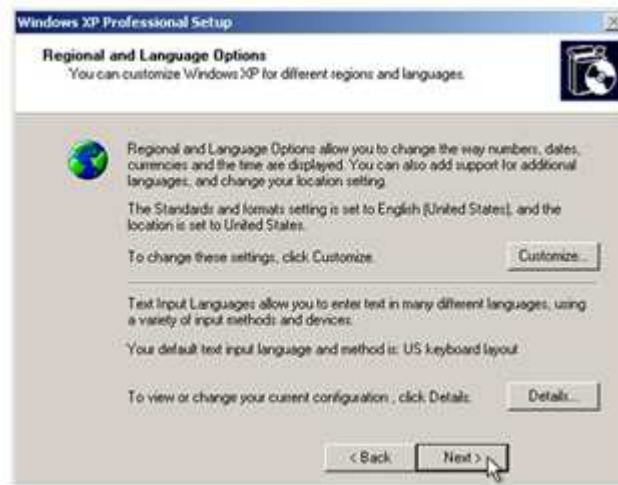 Windows XP Professional Setup
Regional and Language Options
You can customize Windows XP for different regions and languages.
Regional and Language Options allow you to change the way numbers, dates,
currencies and the time are displayed. You can also add support for additional
languages, and change your location setting.
The Standards and formats setting is set to English (United States), and the
location is set to United States.
To change these settings, click Customize.
Customize...
Text Input Languages allow you to enter text in many different languages, using
a variety of input methods and devices.
Your default text input language and method is: US keyboard layout
To view or change your current configuration , click Details.
Details...
< Back
Next >